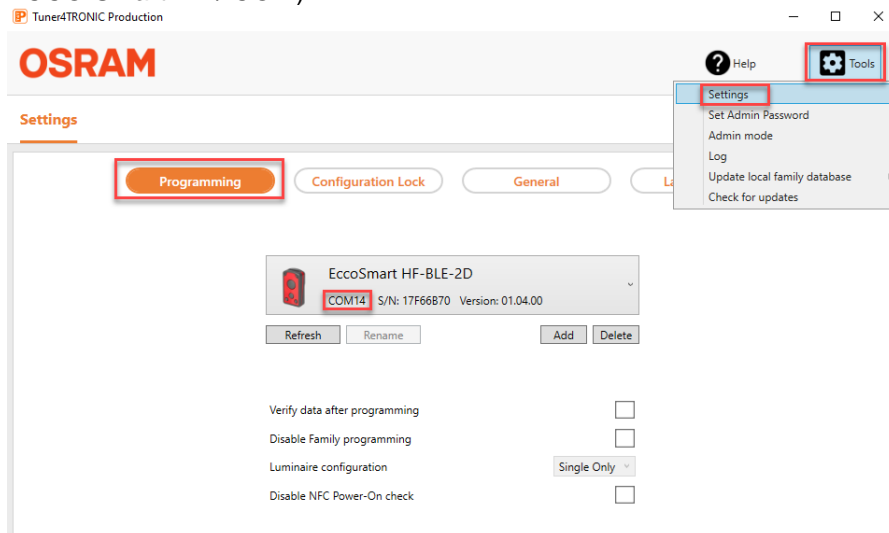 Tuner4TRONIC Production
OSRAM
Help
Tools
Settings
Set Admin Password
Admin mode
Log
Update local family database
Check for updates
Settings
Programming
Configuration Lock
General
EccoSmart HF-BLE-2D
COM14 S/N: 17F66B70 Version: 01.04.00
Refresh
Rename
Add
Delete
Verify data after programming
Disable Family programming
Luminaire configuration
Single Only
Disable NFC Power-On check